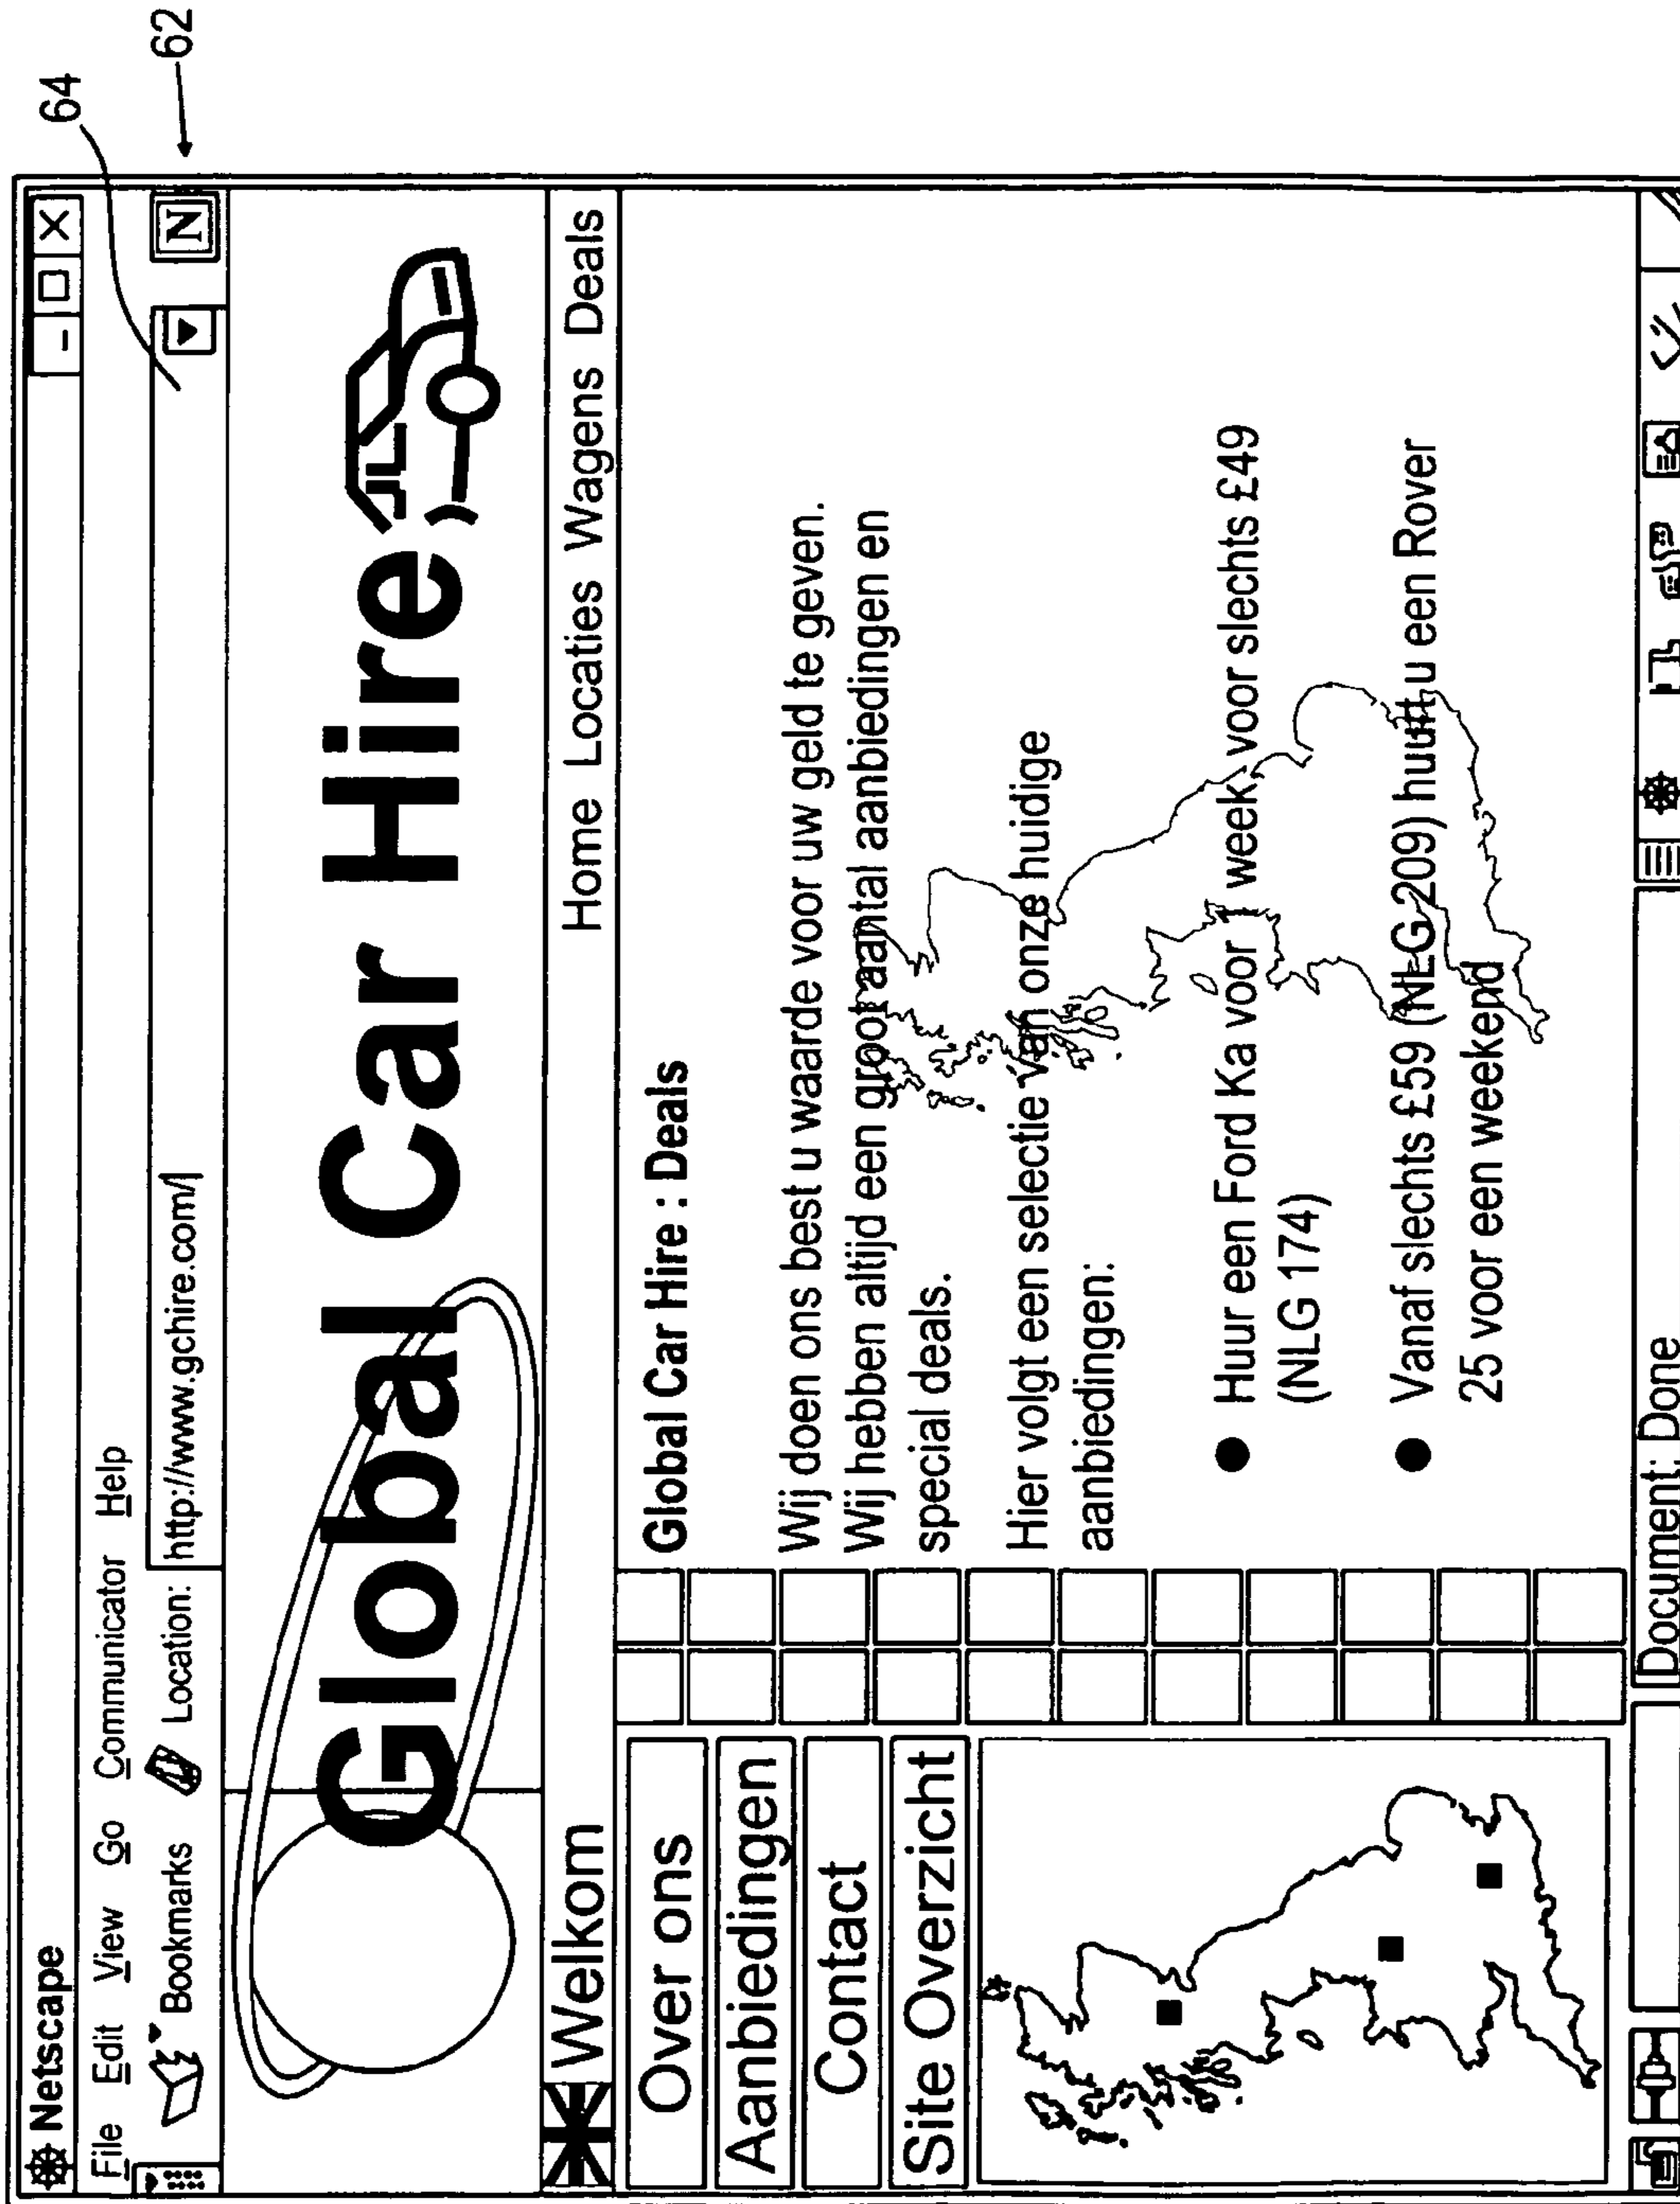 64
62
Netscape
File Edit View Go Communicator Help
Bookmarks Location: http://www.gchire.com/
N
Global Car Hire
Welkom
Home Locaties Wagens Deals
Over ons
Aanbiedingen
Contact
Site Overzicht
Global Car Hire : Deals
Wij doen ons best u waarde voor uw geld te geven.
Wij hebben altijd een groot aantal aanbiedingen en
special deals.
Hier volgt een selectie van onze huidige
aanbiedingen:
● Huur een Ford Ka voor 1 week voor slechts £49
(NLG 174)
● Vanaf slechts £59 (NLG 209) huurt u een Rover
25 voor een weekend
Document: Done